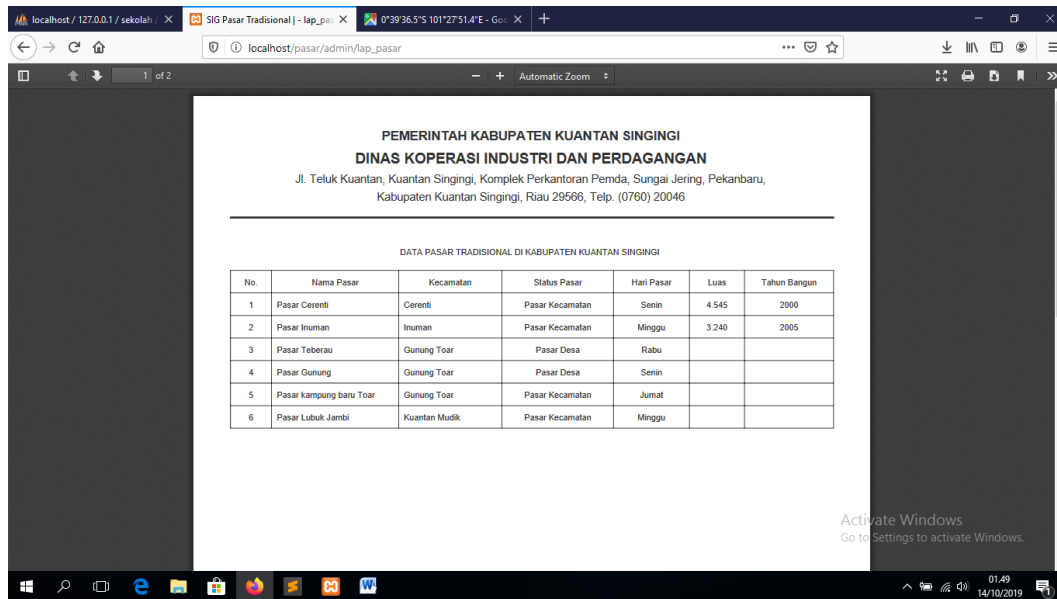 localhost / 127.0.0.1 / sekolah /
SIG Pasar Tradisional | - lap_pas
0°39'36.5"S 101°27'51.4"E - Goo
localhost/pasar/admin/lap_pasar
1 of 2
Automatic Zoom
PEMERINTAH KABUPATEN KUANTAN SINGINGI
DINAS KOPERASI INDUSTRI DAN PERDAGANGAN
Jl. Teluk Kuantan, Kuantan Singingi, Komplek Perkantoran Pemda, Sungai Jering, Pekanbaru,
Kabupaten Kuantan Singingi, Riau 29566, Telp. (0760) 20046
DATA PASAR TRADISIONAL DI KABUPATEN KUANTAN SINGINGI
No. Nama Pasar Kecamatan Status Pasar Hari Pasar Luas Tahun Bangun
1 Pasar Cerenti Cerenti Pasar Kecamatan Senin 4.545 2000
2 Pasar Inuman Inuman Pasar Kecamatan Minggu 3.240 2005
3 Pasar Teberau Gunung Toar Pasar Desa Rabu
4 Pasar Gunung Gunung Toar Pasar Desa Senin
5 Pasar kampung baru Toar Gunung Toar Pasar Kecamatan Jumat
6 Pasar Lubuk Jambi Kuantan Mudik Pasar Kecamatan Minggu
Activate Windows
Go to Settings to activate Windows.
01.49
14/10/2019